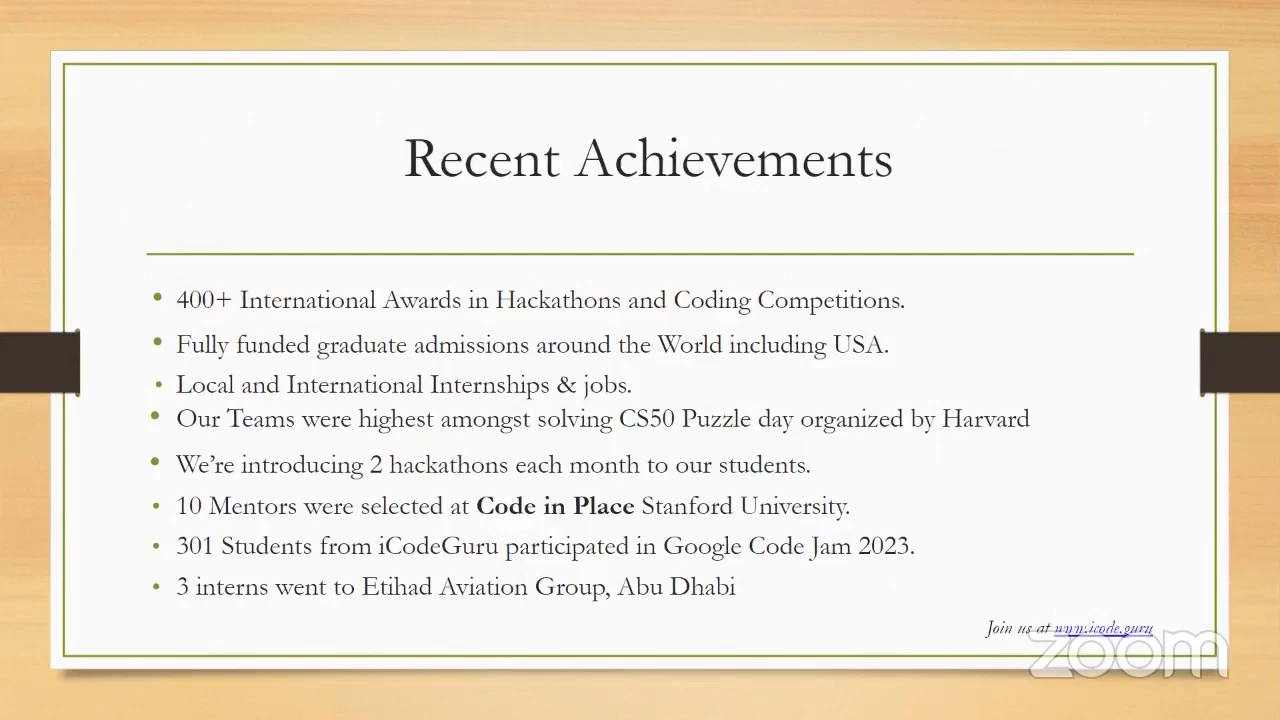 Recent Achievements
• 400+ International Awards in Hackathons and Coding Competitions.
• Fully funded graduate admissions around the World including USA.
• Local and International Internships & jobs.
• Our Teams were highest amongst solving CS50 Puzzle day organized by Harvard
• We’re introducing 2 hackathons each month to our students.
• 10 Mentors were selected at Code in Place Stanford University.
• 301 Students from iCodeGuru participated in Google Code Jam 2023.
• 3 interns went to Etihad Aviation Group, Abu Dhabi
Join us at www.icode.guru
zoom